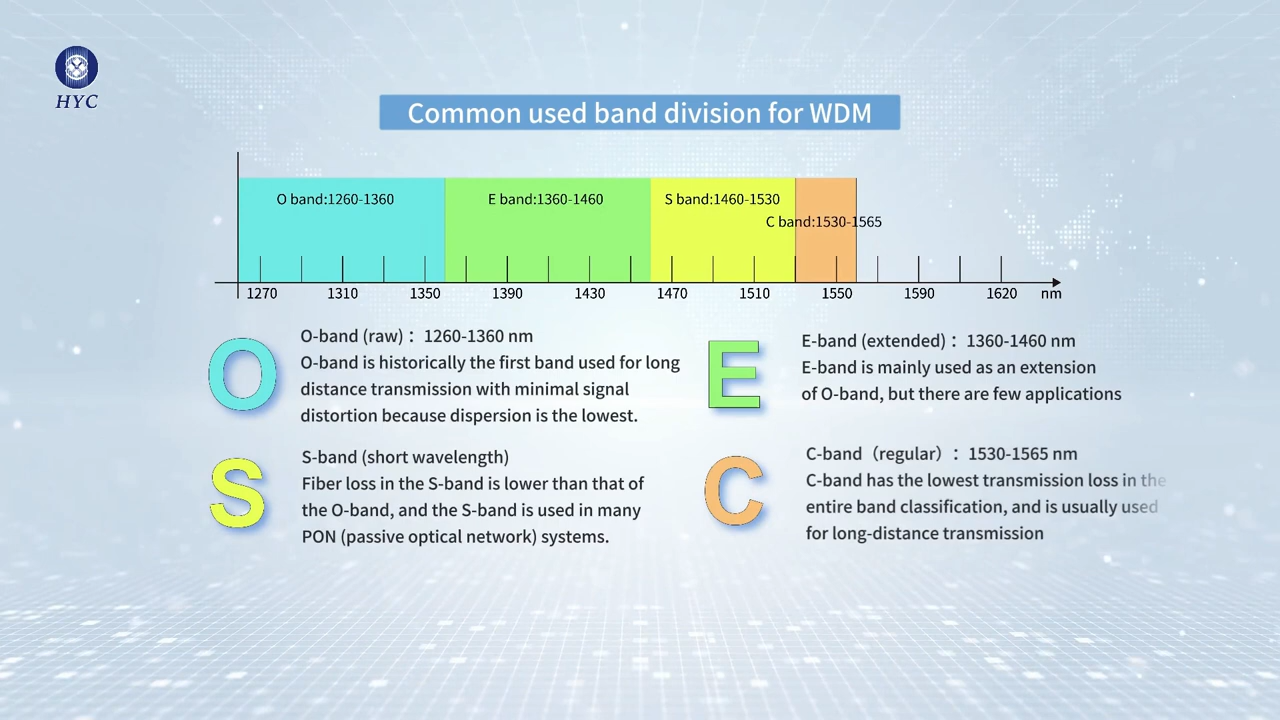 HYC
Common used band division for WDM
O band:1260-1360
E band:1360-1460
S band:1460-1530
C band:1530-1565
1270 1310 1350 1390 1430 1470 1510 1550 1590 1620 nm
O
O-band (raw)：1260-1360 nm
O-band is historically the first band used for long
distance transmission with minimal signal
distortion because dispersion is the lowest.
E
E-band (extended)：1360-1460 nm
E-band is mainly used as an extension
of O-band, but there are few applications
S
S-band (short wavelength)
Fiber loss in the S-band is lower than that of
the O-band, and the S-band is used in many
PON (passive optical network) systems.
C
C-band（regular）：1530-1565 nm
C-band has the lowest transmission loss in the
entire band classification, and is usually used
for long-distance transmission